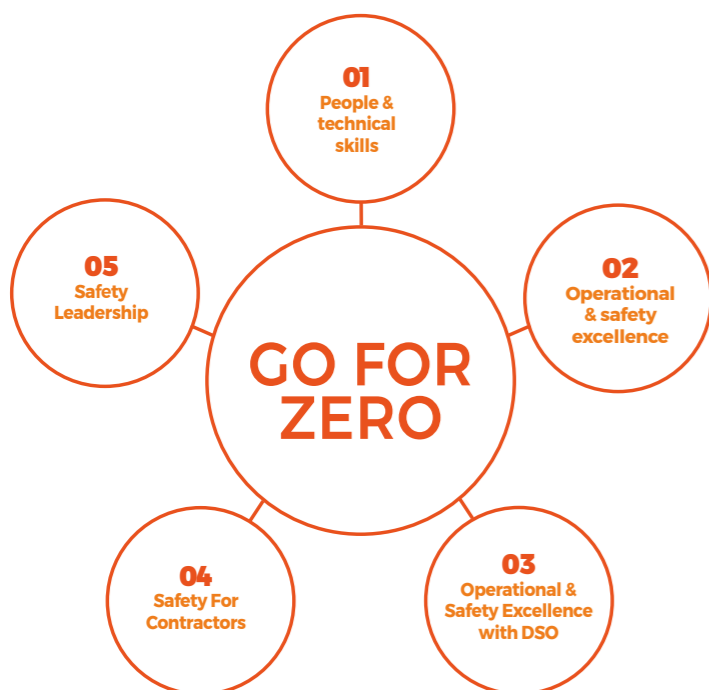 01
People &
technical
skills
02
Operational
& safety
excellence
03
Operational &
Safety Excellence
with DSO
04
Safety For
Contractors
05
Safety
Leadership
GO FOR
ZERO